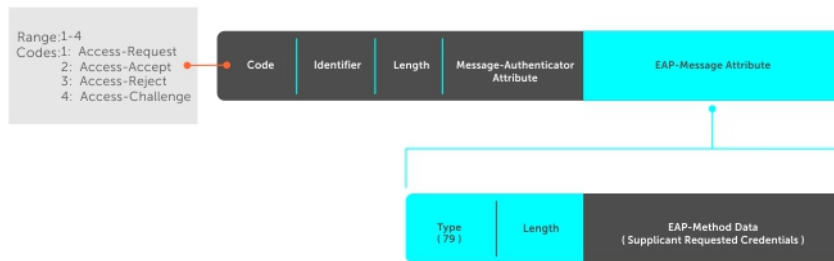 Range:1-4
Codes:1: Access-Request
2: Access-Accept
3: Access-Reject
4: Access-Challenge
Code
Identifier
Length
Message-Authenticator
Attribute
EAP-Message Attribute
Type
( 79 )
Length
EAP-Method Data
( Supplicant Requested Credentials )